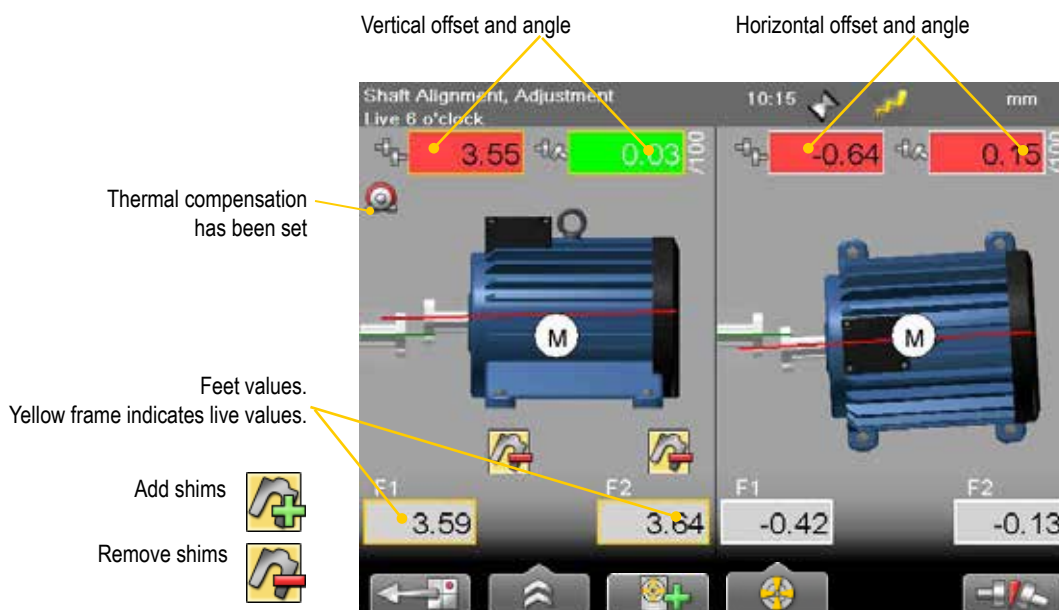 Vertical offset and angle
Horizontal offset and angle
Shaft Alignment, Adjustment
Live 6 o'clock
10:15
mm
3.55
0.03
/100
-0.64
0.15
/100
Thermal compensation
has been set
M
M
Feet values.
Yellow frame indicates live values.
F1
F2
F1
F2
3.59
3.64
-0.42
-0.13
Add shims
Remove shims